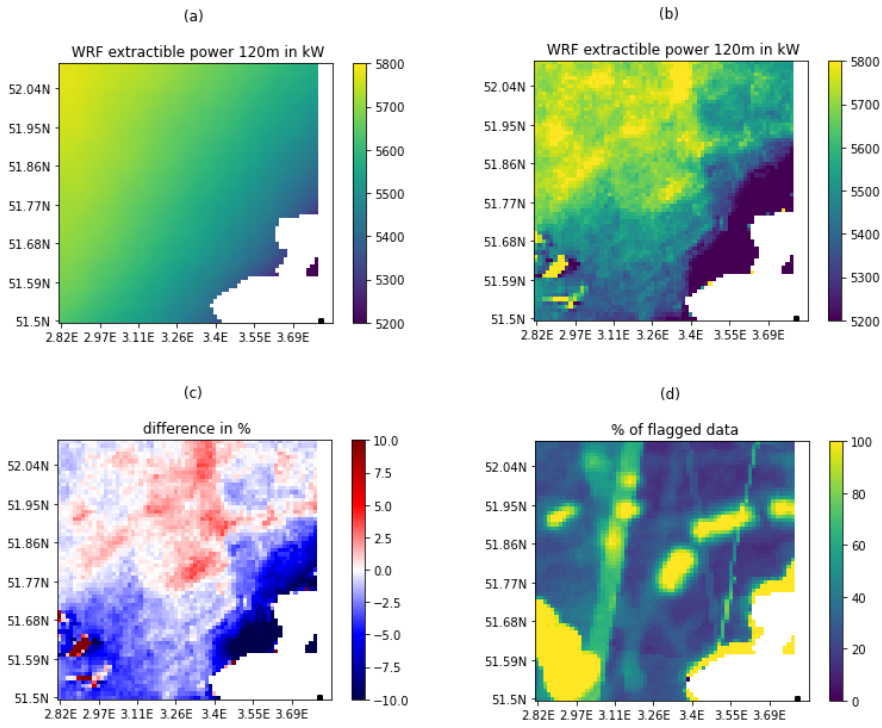 (a)
WRF extractible power 120m in kW
52.04N
51.95N
51.86N
51.77N
51.68N
51.59N
51.5N
2.82E 2.97E 3.11E 3.26E 3.4E 3.55E 3.69E
5800
5700
5600
5500
5400
5300
5200
(b)
WRF extractible power 120m in kW
52.04N
51.95N
51.86N
51.77N
51.68N
51.59N
51.5N
2.82E 2.97E 3.11E 3.26E 3.4E 3.55E 3.69E
5800
5700
5600
5500
5400
5300
5200
(c)
difference in %
52.04N
51.95N
51.86N
51.77N
51.68N
51.59N
51.5N
2.82E 2.97E 3.11E 3.26E 3.4E 3.55E 3.69E
10.0
7.5
5.0
2.5
0.0
−2.5
−5.0
−7.5
−10.0
(d)
% of flagged data
52.04N
51.95N
51.86N
51.77N
51.68N
51.59N
51.5N
2.82E 2.97E 3.11E 3.26E 3.4E 3.55E 3.69E
100
80
60
40
20
0